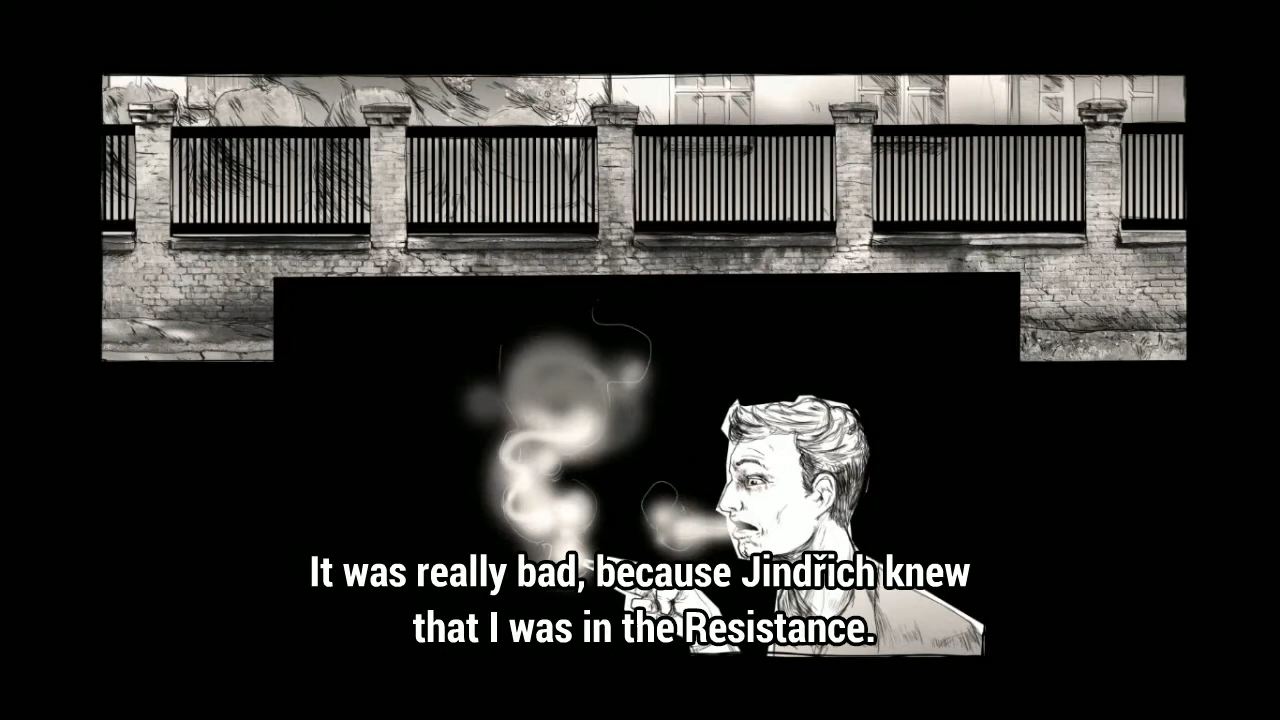 It was really bad, because Jindřich knew
that I was in the Resistance.